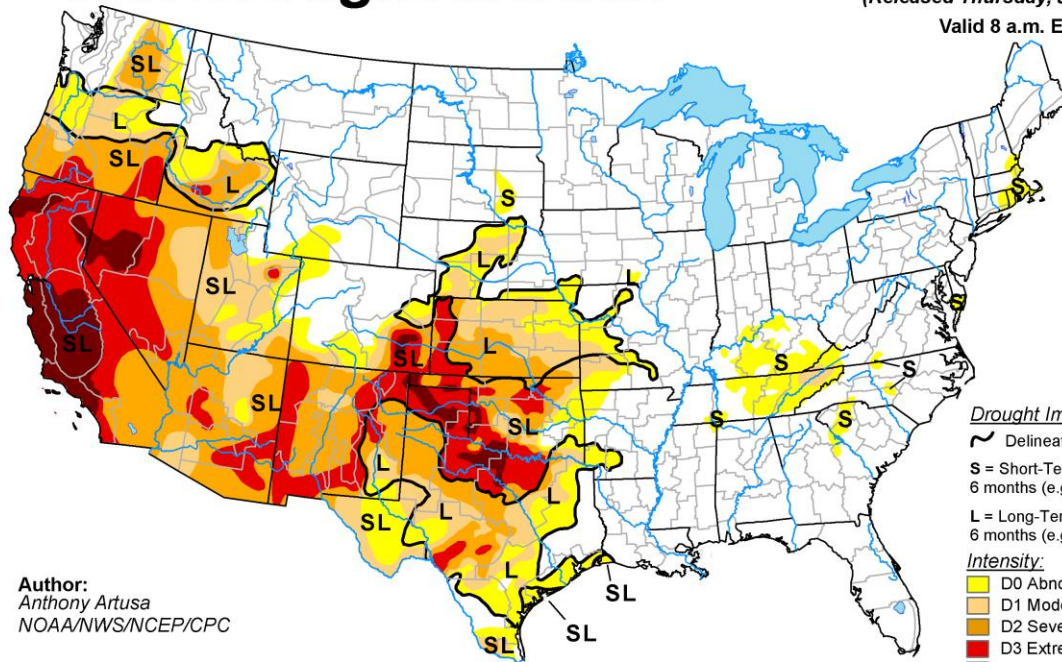 (Released Thursday,
Valid 8 a.m. E
SL
L
SL
L
S
S
L
L
SL
SL
S
L
SL
S
S
SL
SL
S
S
L
L
L
SL
L
SL
SL
SL
Drought Im
Delineat
S = Short-Te
6 months (e.g
L = Long-Ter
6 months (e.g
Intensity:
D0 Abno
D1 Mode
D2 Seve
D3 Extre
Author:
Anthony Artusa
NOAA/NWS/NCEP/CPC